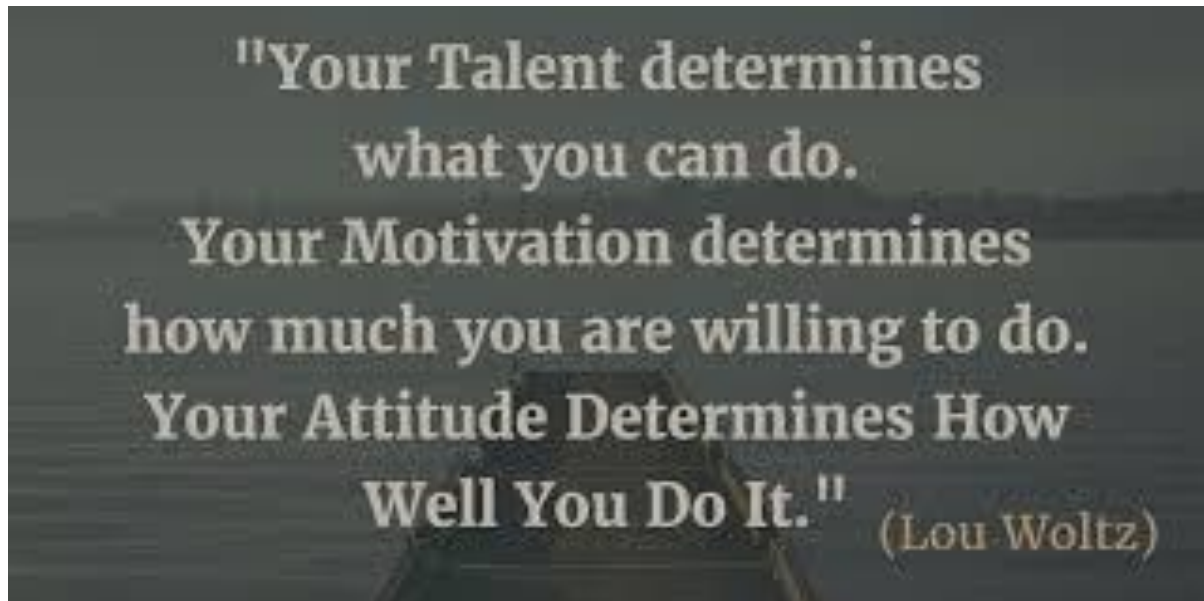 "Your Talent determines
what you can do.
Your Motivation determines
how much you are willing to do.
Your Attitude Determines How
Well You Do It."
(Lou Woltz)